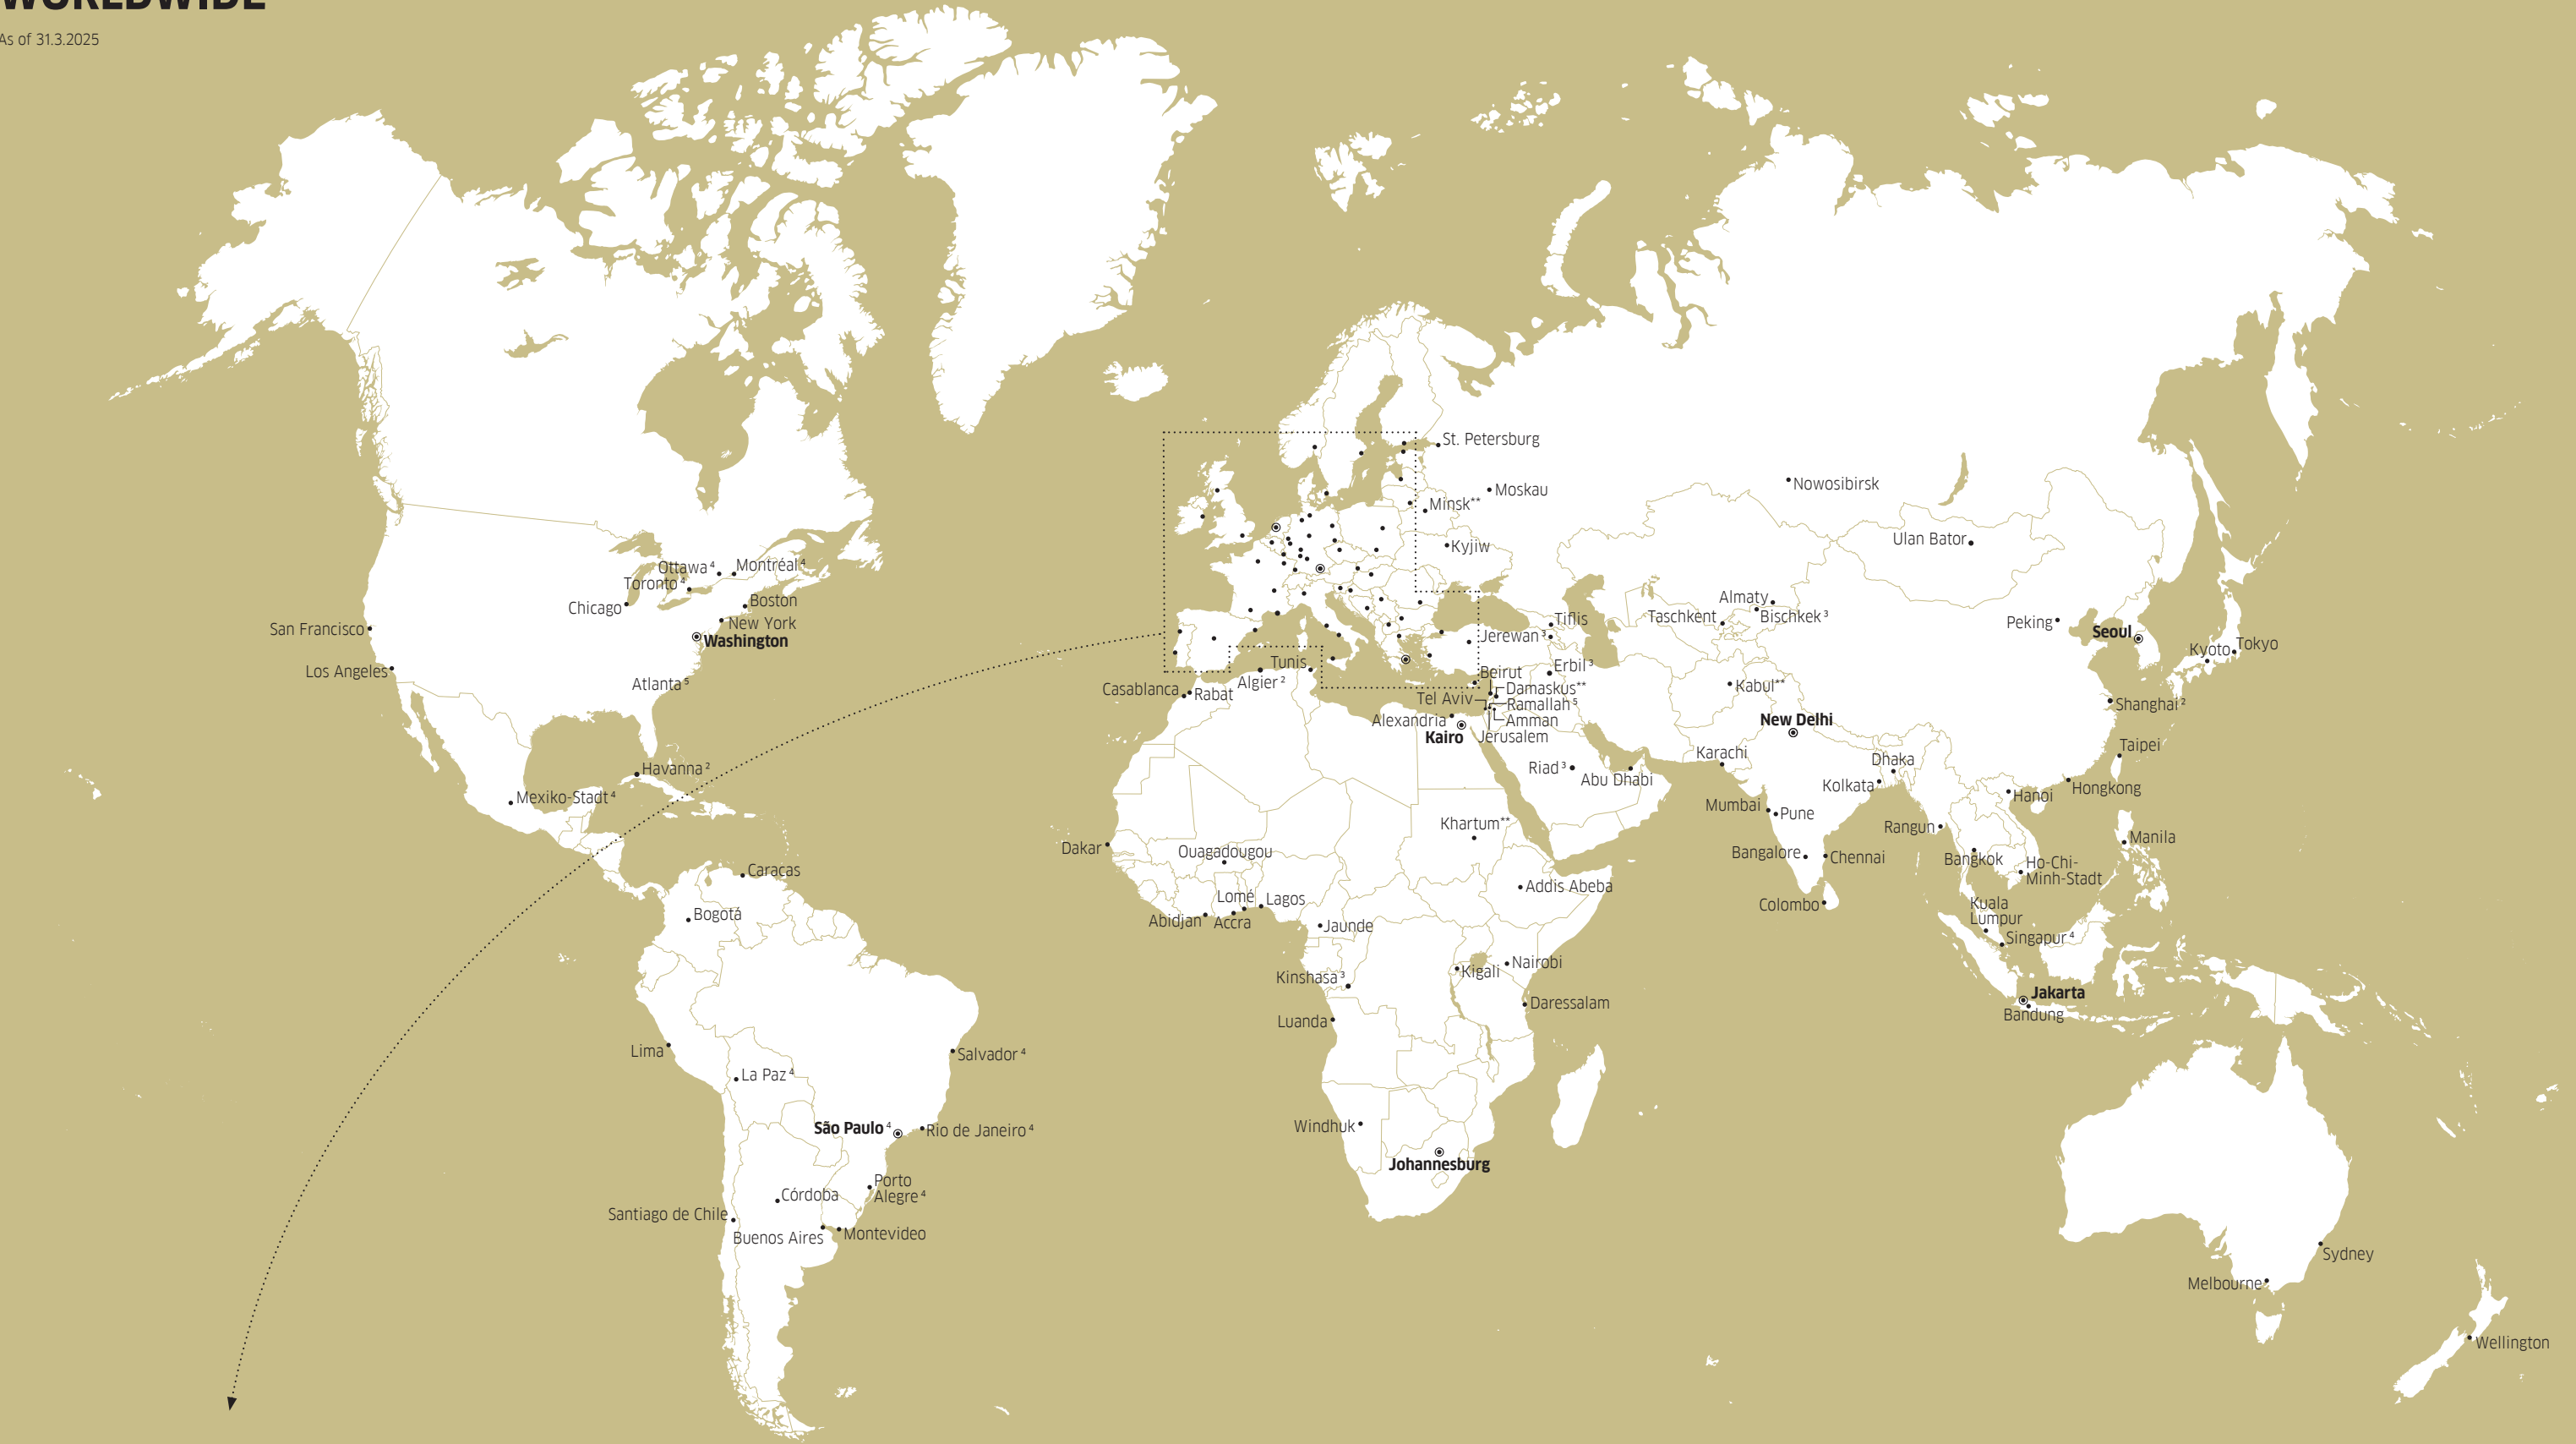 WORLDWIDE
As of 31.3.2025
St. Petersburg
Moskau
Minsk**
Kyjiw
Nowosibirsk
Ulan Bator
Ottawa 4
Montréal 4
Toronto 4
Chicago
Boston
New York
Washington
San Francisco
Los Angeles
Atlanta 5
Havanna 2
Mexiko-Stadt 4
Caracas
Bogotá
Lima
La Paz 4
Salvador 4
São Paulo 4
Rio de Janeiro 4
Porto
Alegre 4
Córdoba
Santiago de Chile
Buenos Aires
Montevideo
Tiflis
Jerewan 3
Erbil 3
Beirut
Damaskus**
Tel Aviv
Ramallah 5
Amman
Jerusalem
Alexandria
Kairo
Tunis
Algier 2
Casablanca
Rabat
Riad 3
Abu Dhabi
Khartum**
Dakar
Ouagadougou
Lomé
Lagos
Abidjan
Accra
Addis Abeba
Jaunde
Kinshasa 3
Kigali
Nairobi
Daressalam
Luanda
Windhuk
Johannesburg
Almaty
Taschkent
Bischkek 3
Kabul**
New Delhi
Karachi
Dhaka
Kolkata
Mumbai
Pune
Bangalore
Chennai
Colombo
Peking
Seoul
Kyoto
Tokyo
Shanghai 2
Taipei
Hongkong
Hanoi
Rangun
Manila
Bangkok
Ho-Chi-
Minh-Stadt
Kuala
Lumpur
Singapur 4
Jakarta
Bandung
Sydney
Melbourne
Wellington